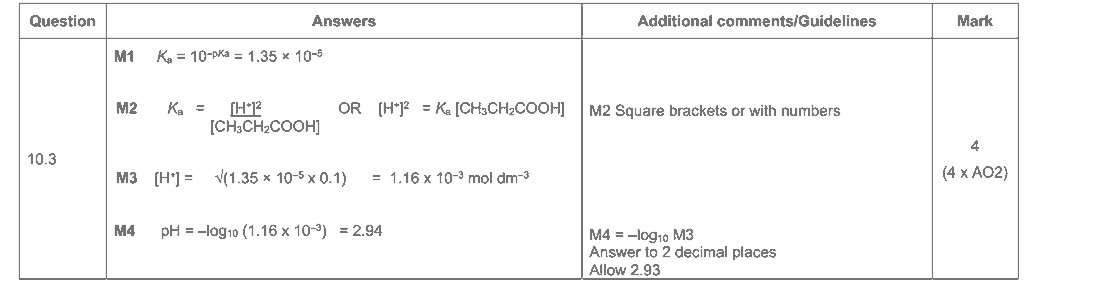 Question Answers Additional comments/Guidelines Mark
M1 Kₐ = 10⁻ᵖᴷᵃ = 1.35 × 10⁻⁵
M2 Kₐ = [H⁺]² OR [H⁺]² = Kₐ [CH₃CH₂COOH] M2 Square brackets or with numbers
[CH₃CH₂COOH]
4
10.3
(4 x AO2)
M3 [H⁺] = √(1.35 × 10⁻⁵ x 0.1) = 1.16 x 10⁻³ mol dm⁻³
M4 pH = –log₁₀ (1.16 x 10⁻³) = 2.94 M4 = –log₁₀ M3
Answer to 2 decimal places
Allow 2.93